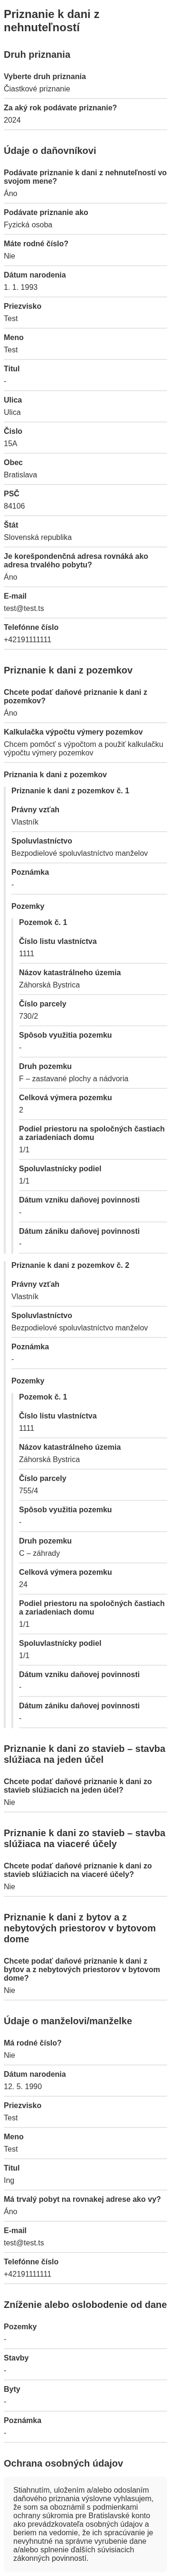 Priznanie k dani z
nehnuteľností
Druh priznania
Vyberte druh priznania
Čiastkové priznanie
Za aký rok podávate priznanie?
2024
Údaje o daňovníkovi
Podávate priznanie k dani z nehnuteľností vo
svojom mene?
Áno
Podávate priznanie ako
Fyzická osoba
Máte rodné číslo?
Nie
Dátum narodenia
1. 1. 1993
Priezvisko
Test
Meno
Test
Titul
-
Ulica
Ulica
Číslo
15A
Obec
Bratislava
PSČ
84106
Štát
Slovenská republika
Je korešpondenčná adresa rovnáká ako
adresa trvalého pobytu?
Áno
E-mail
test@test.ts
Telefónne číslo
+42191111111
Priznanie k dani z pozemkov
Chcete podať daňové priznanie k dani z
pozemkov?
Áno
Kalkulačka výpočtu výmery pozemkov
Chcem pomôcť s výpočtom a použiť kalkulačku
výpočtu výmery pozemkov
Priznania k dani z pozemkov
Priznanie k dani z pozemkov č. 1
Právny vzťah
Vlastník
Spoluvlastníctvo
Bezpodielové spoluvlastníctvo manželov
Poznámka
-
Pozemky
Pozemok č. 1
Číslo listu vlastníctva
1111
Názov katastrálneho územia
Záhorská Bystrica
Číslo parcely
730/2
Spôsob využitia pozemku
-
Druh pozemku
F – zastavané plochy a nádvoria
Celková výmera pozemku
2
Podiel priestoru na spoločných častiach
a zariadeniach domu
1/1
Spoluvlastnícky podiel
1/1
Dátum vzniku daňovej povinnosti
-
Dátum zániku daňovej povinnosti
-
Priznanie k dani z pozemkov č. 2
Právny vzťah
Vlastník
Spoluvlastníctvo
Bezpodielové spoluvlastníctvo manželov
Poznámka
-
Pozemky
Pozemok č. 1
Číslo listu vlastníctva
1111
Názov katastrálneho územia
Záhorská Bystrica
Číslo parcely
755/4
Spôsob využitia pozemku
-
Druh pozemku
C – záhrady
Celková výmera pozemku
24
Podiel priestoru na spoločných častiach
a zariadeniach domu
1/1
Spoluvlastnícky podiel
1/1
Dátum vzniku daňovej povinnosti
-
Dátum zániku daňovej povinnosti
-
Priznanie k dani zo stavieb – stavba
slúžiaca na jeden účel
Chcete podať daňové priznanie k dani zo
stavieb slúžiacich na jeden účel?
Nie
Priznanie k dani zo stavieb – stavba
slúžiaca na viaceré účely
Chcete podať daňové priznanie k dani zo
stavieb slúžiacich na viaceré účely?
Nie
Priznanie k dani z bytov a z
nebytových priestorov v bytovom
dome
Chcete podať daňové priznanie k dani z
bytov a z nebytových priestorov v bytovom
dome?
Nie
Údaje o manželovi/manželke
Má rodné číslo?
Nie
Dátum narodenia
12. 5. 1990
Priezvisko
Test
Meno
Test
Titul
Ing
Má trvalý pobyt na rovnakej adrese ako vy?
Áno
E-mail
test@test.ts
Telefónne číslo
+42191111111
Zníženie alebo oslobodenie od dane
Pozemky
-
Stavby
-
Byty
-
Poznámka
-
Ochrana osobných údajov
Stiahnutím, uložením a/alebo odoslaním
daňového priznania výslovne vyhlasujem,
že som sa oboznámil s podmienkami
ochrany súkromia pre Bratislavské konto
ako prevádzkovateľa osobných údajov a
beriem na vedomie, že ich spracúvanie je
nevyhnutné na správne vyrubenie dane
a/alebo splnenie ďalších súvisiacich
zákonných povinností.